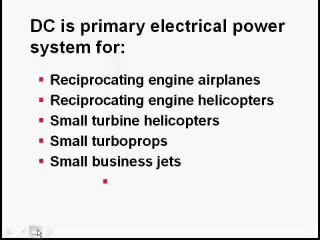 DC is primary electrical power
system for:
Reciprocating engine airplanes
Reciprocating engine helicopters
Small turbine helicopters
Small turboprops
Small business jets